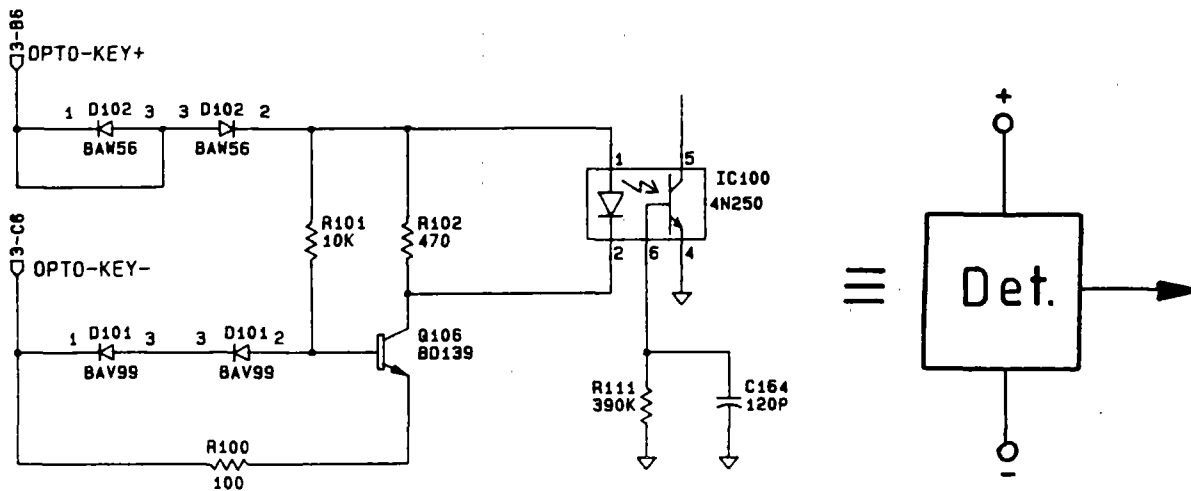 3-B6
OPTO-KEY+
1 D102 3 3 D102 2
BAW56 BAW56
1 5
IC100
4N250
R101
10K
R102
470
2 6 4
3-C6
OPTO-KEY-
1 D101 3 3 D101 2
BAV99 BAV99
Q106
BD139
R111
390K
C164
120P
R100
100
≡
+
Det.
-